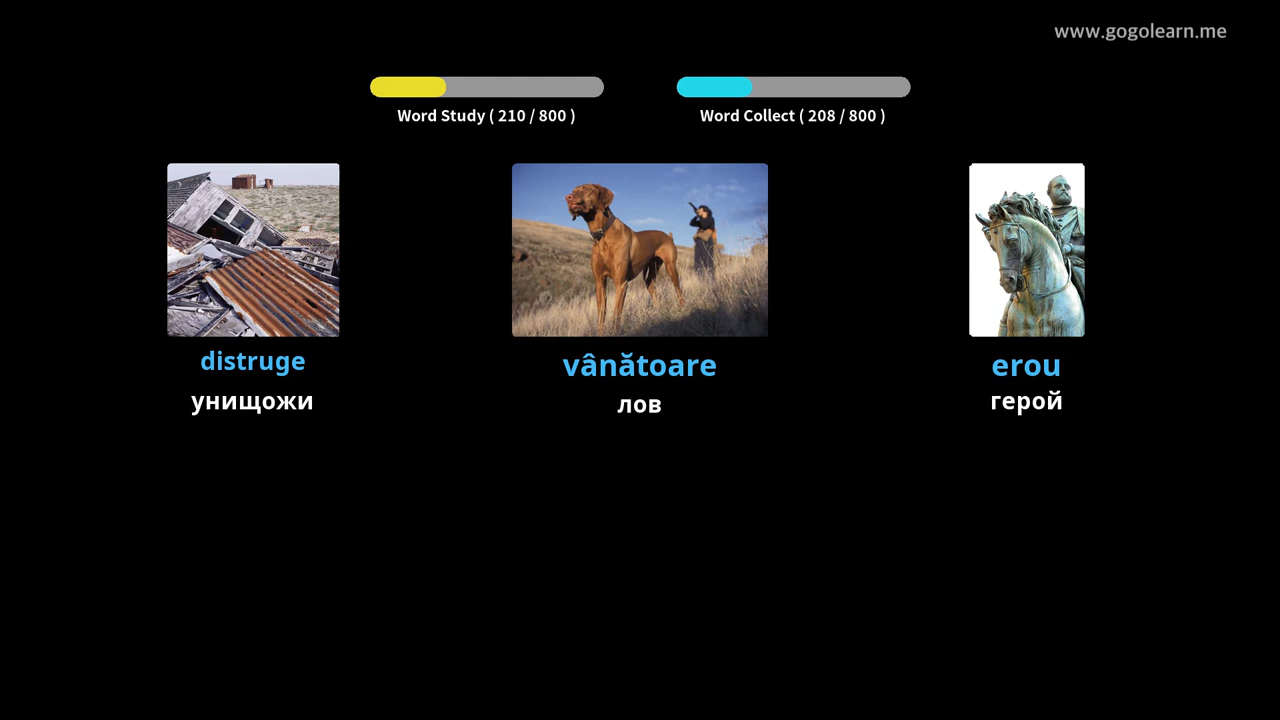 www.gogolearn.me
Word Study ( 210 / 800 )
Word Collect ( 208 / 800 )
distruge
vânătoare
erou
унищожи
лов
герой